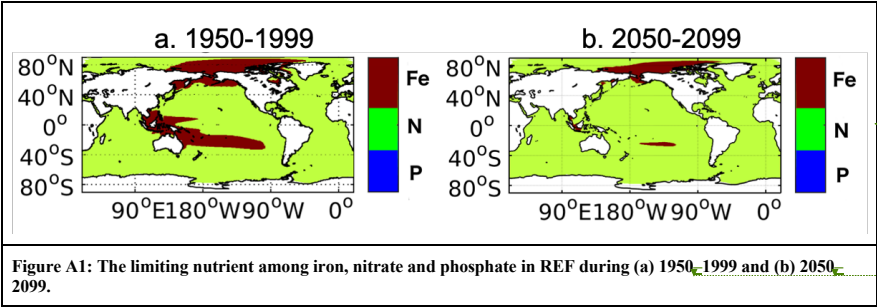 a. 1950-1999
b. 2050-2099
80°N
40°N
0°
40°S
80°S
90°E180°W90°W 0°
Fe
N
P
80°N
40°N
0°
40°S
80°S
90°E180°W90°W 0°
Fe
N
P
Figure A1: The limiting nutrient among iron, nitrate and phosphate in REF during (a) 1950–1999 and (b) 2050–
2099.